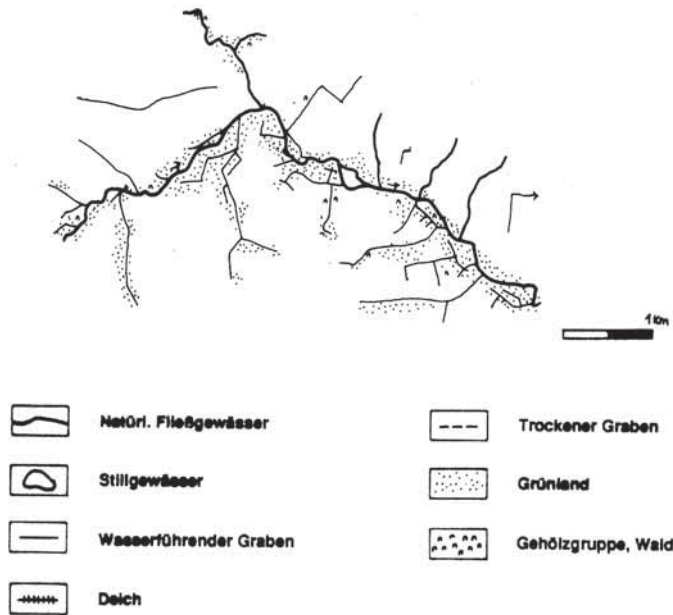 1 km
Natürl. Fließgewässer
Stillgewässer
Wasserführender Graben
Deich
Trockener Graben
Grünland
Gehölzgruppe, Wald